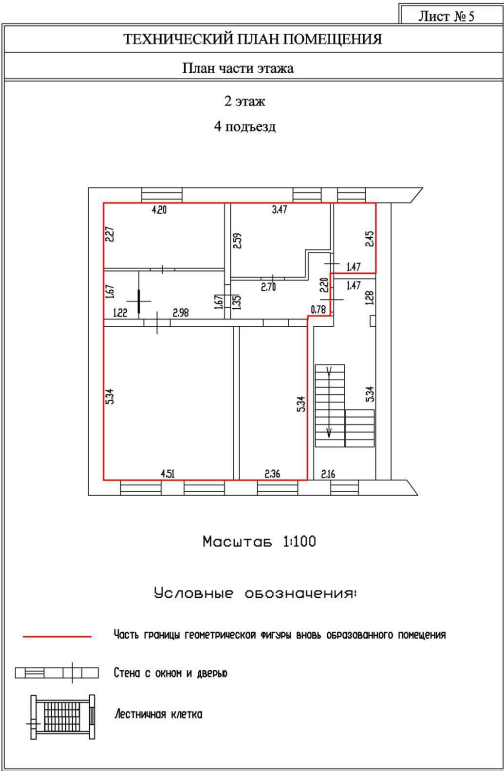 Лист № 5
ТЕХНИЧЕСКИЙ ПЛАН ПОМЕЩЕНИЯ
План части этажа
2 этаж
4 подъезд
4.20
3.47
2.27
2.59
2.45
1.47
2.70
2.20
1.47
1.67
1.67
1.35
1.28
1.22
2.98
0.78
5.34
5.34
5.34
4.51
2.36
2.16
Масштаб 1:100
Условные обозначения:
Часть границы геометрической фигуры вновь образованного помещения
Стена с окном и дверью
Лестничная клетка